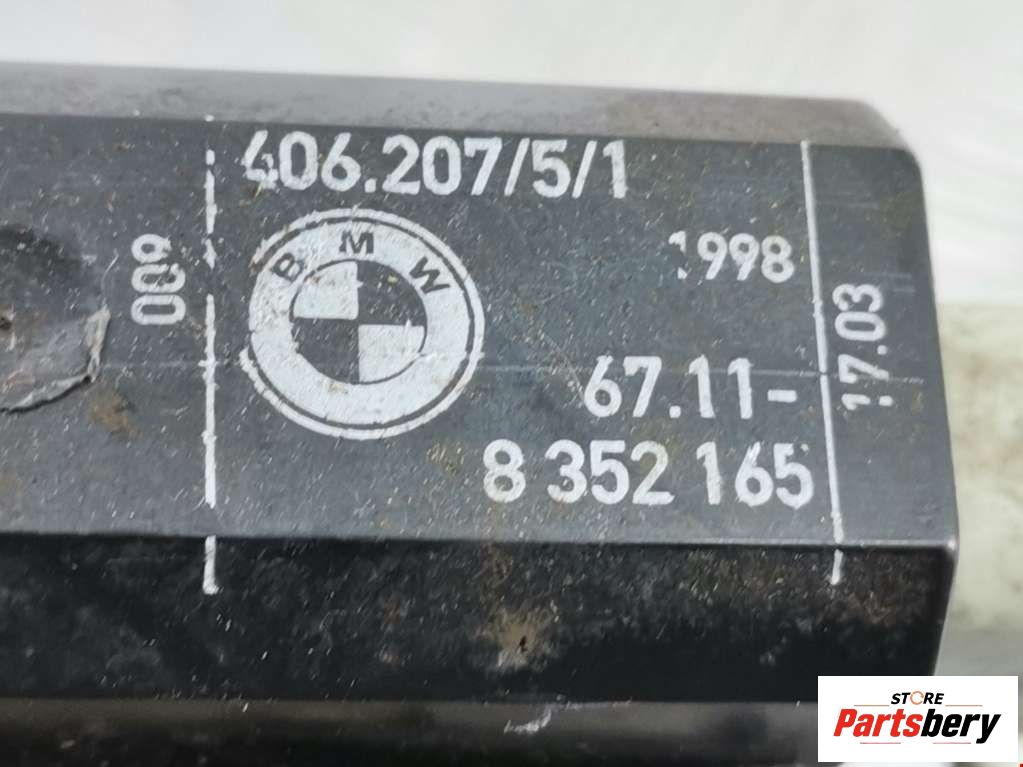 406.207/5/1
009
BMW
1998
17.03
67.11-
8 352 165
STORE
Partsbery